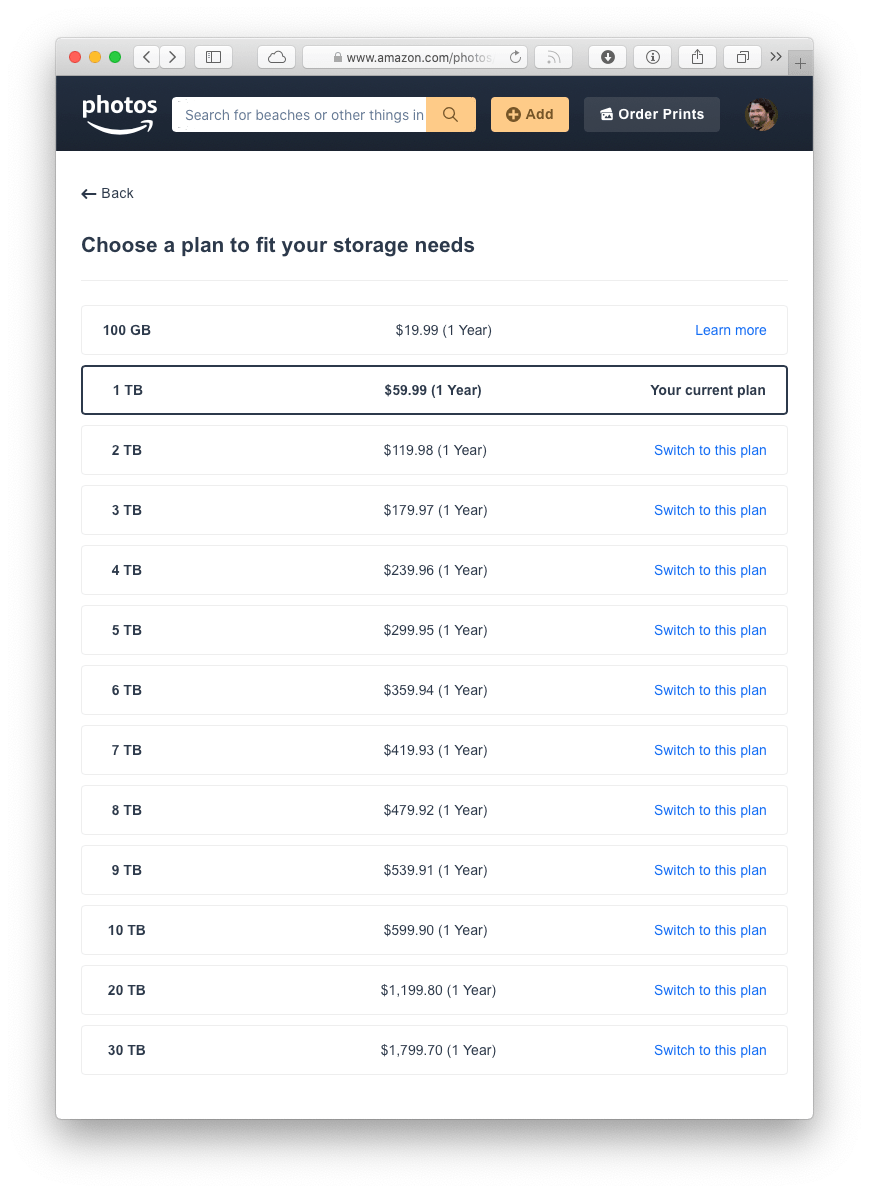 www.amazon.com/photos
photos
Search for beaches or other things in
Add
Order Prints
Back
Choose a plan to fit your storage needs
100 GB $19.99 (1 Year) Learn more
1 TB $59.99 (1 Year) Your current plan
2 TB $119.98 (1 Year) Switch to this plan
3 TB $179.97 (1 Year) Switch to this plan
4 TB $239.96 (1 Year) Switch to this plan
5 TB $299.95 (1 Year) Switch to this plan
6 TB $359.94 (1 Year) Switch to this plan
7 TB $419.93 (1 Year) Switch to this plan
8 TB $479.92 (1 Year) Switch to this plan
9 TB $539.91 (1 Year) Switch to this plan
10 TB $599.90 (1 Year) Switch to this plan
20 TB $1,199.80 (1 Year) Switch to this plan
30 TB $1,799.70 (1 Year) Switch to this plan